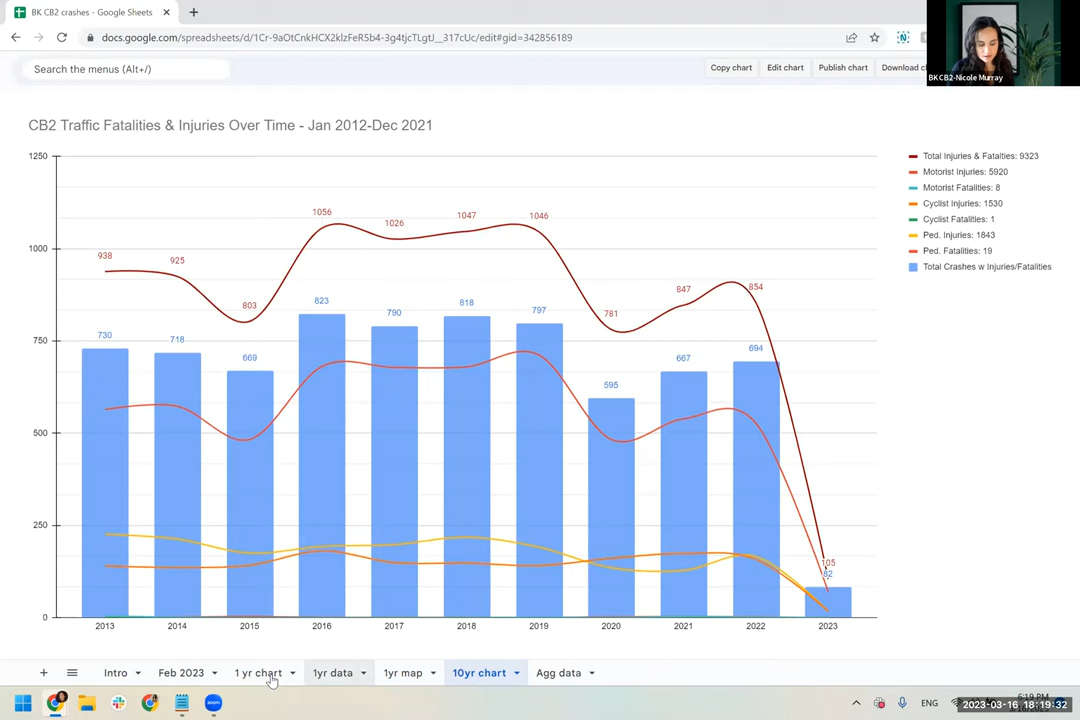 BK CB2 crashes - Google Sheets
docs.google.com/spreadsheets/d/1Cr-9aOtCnkHCX2klzFeR5b4-3g4tjcTLgtJ__317cUc/edit#gid=342856189
Search the menus (Alt+/)
Copy chart
Edit chart
Publish chart
Download
BKCB2-Nicole Murray
CB2 Traffic Fatalities & Injuries Over Time - Jan 2012-Dec 2021
1250
1000
750
500
250
0
938
925
803
1056
1026
1047
1046
781
847
854
105
730
718
669
823
790
818
797
595
667
694
82
2013
2014
2015
2016
2017
2018
2019
2020
2021
2022
2023
Total Injuries & Fatalties: 9323
Motorist Injuries: 5920
Motorist Fatalities: 8
Cyclist Injuries: 1530
Cyclist Fatalities: 1
Ped. Injuries: 1843
Ped. Fatalities: 19
Total Crashes w Injuries/Fatalities
Intro
Feb 2023
1 yr chart
1yr data
1yr map
10yr chart
Agg data
ENG
2023-03-16 18:19:32